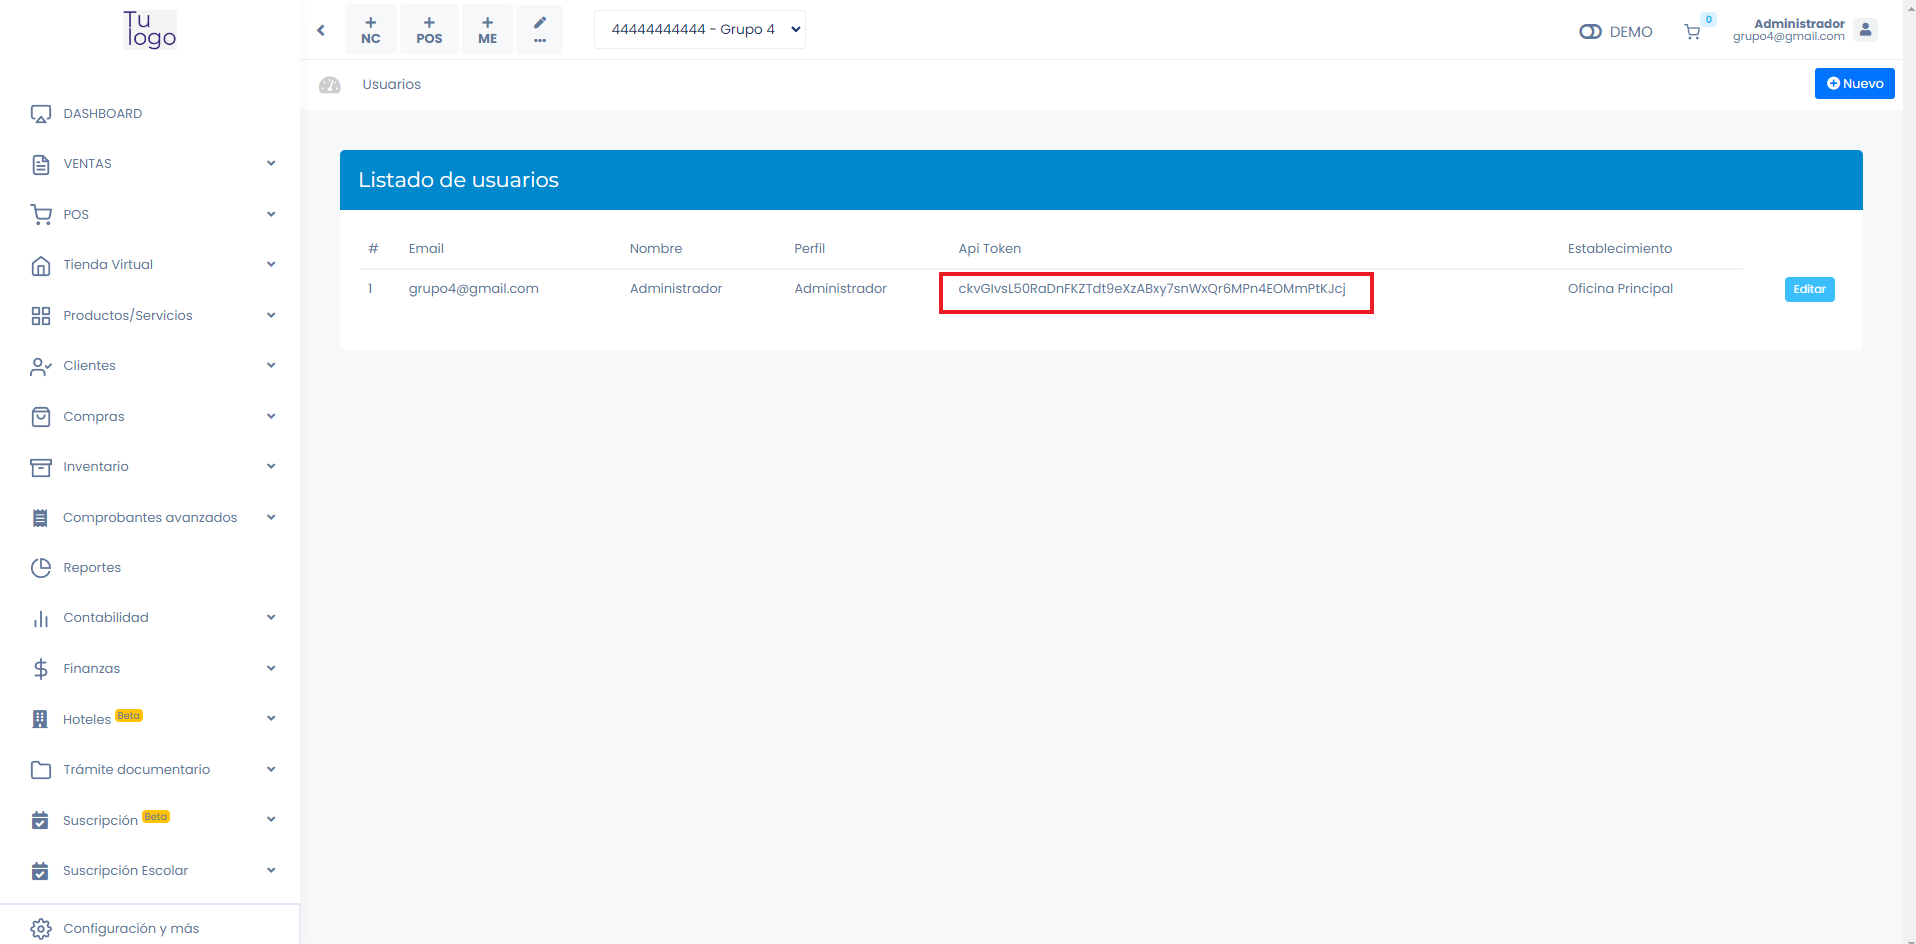 Tu
logo
NC
POS
ME
...
44444444444 - Grupo 4
DEMO
0
Administrador
grupo4@gmail.com
Usuarios
Nuevo
DASHBOARD
VENTAS
POS
Tienda Virtual
Productos/Servicios
Clientes
Compras
Inventario
Comprobantes avanzados
Reportes
Contabilidad
Finanzas
Hoteles Beta
Trámite documentario
Suscripción Beta
Suscripción Escolar
Configuración y más
Listado de usuarios
# Email Nombre Perfil Api Token Establecimiento
1 grupo4@gmail.com Administrador Administrador ckvGIvsL50RaDnFKZTdt9eXzABxy7snWxQr6MPn4EOMmPtKJcj Oficina Principal Editar